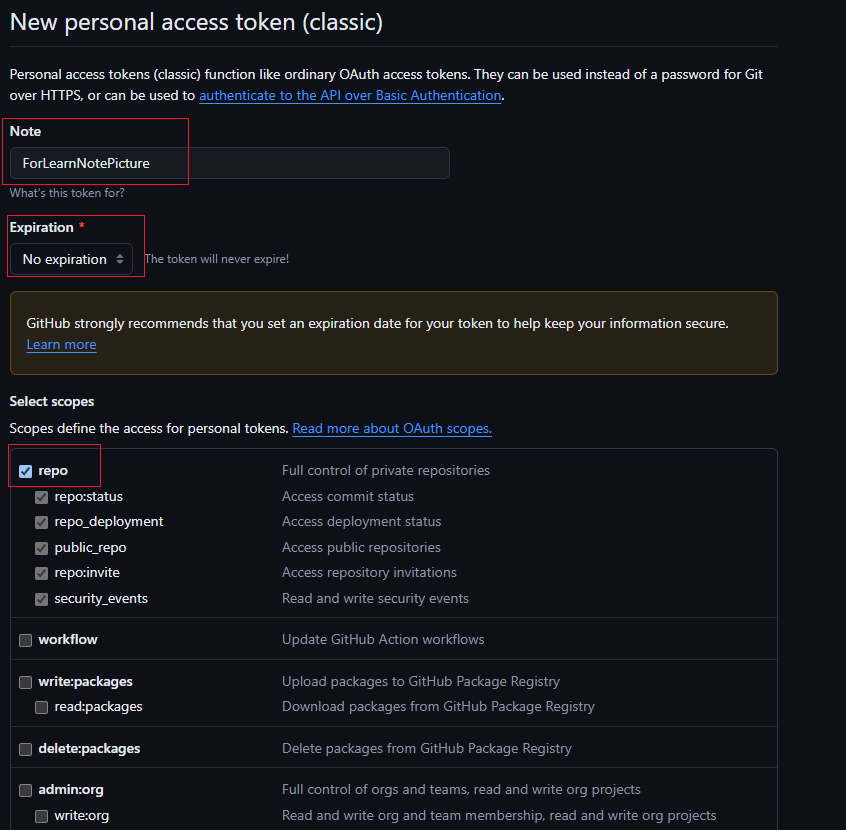 New personal access token (classic)
Personal access tokens (classic) function like ordinary OAuth access tokens. They can be used instead of a password for Git
over HTTPS, or can be used to authenticate to the API over Basic Authentication.
Note
ForLearnNotePicture
What's this token for?
Expiration *
No expiration The token will never expire!
GitHub strongly recommends that you set an expiration date for your token to help keep your information secure.
Learn more
Select scopes
Scopes define the access for personal tokens. Read more about OAuth scopes.
repo Full control of private repositories
repo:status Access commit status
repo_deployment Access deployment status
public_repo Access public repositories
repo:invite Access repository invitations
security_events Read and write security events
workflow Update GitHub Action workflows
write:packages Upload packages to GitHub Package Registry
read:packages Download packages from GitHub Package Registry
delete:packages Delete packages from GitHub Package Registry
admin:org Full control of orgs and teams, read and write org projects
write:org Read and write org and team membership, read and write org projects